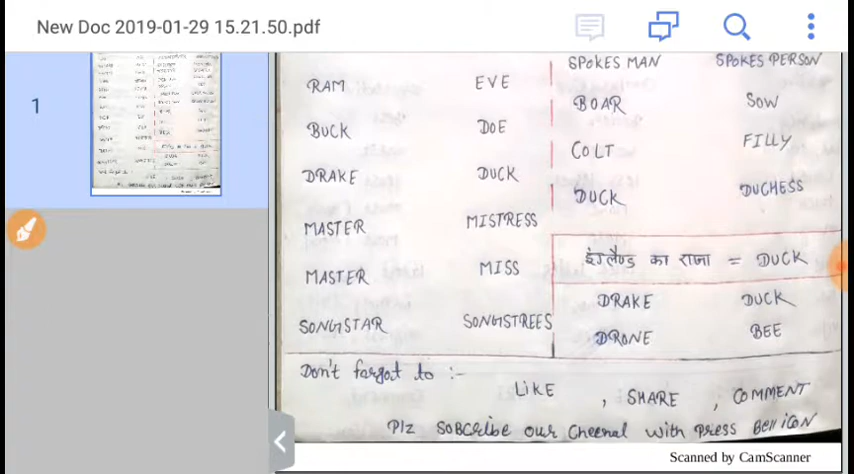 New Doc 2019-01-29 15.21.50.pdf
1
RAM EVE
BUCK DOE
DRAKE DUCK
MASTER MISTRESS
MASTER MISS
SONGSTAR SONGSTREES
SPOKES MAN SPOKES PERSON
BOAR SOW
COLT FILLY
DUCK DUCHESS
इंग्लैण्ड का राजा = DUCK
DRAKE DUCK
DRONE BEE
Don't forgot to :-
LIKE , SHARE , COMMENT
Plz SOBCRIBE our Cheenal with press Bell iCON
Scanned by CamScanner